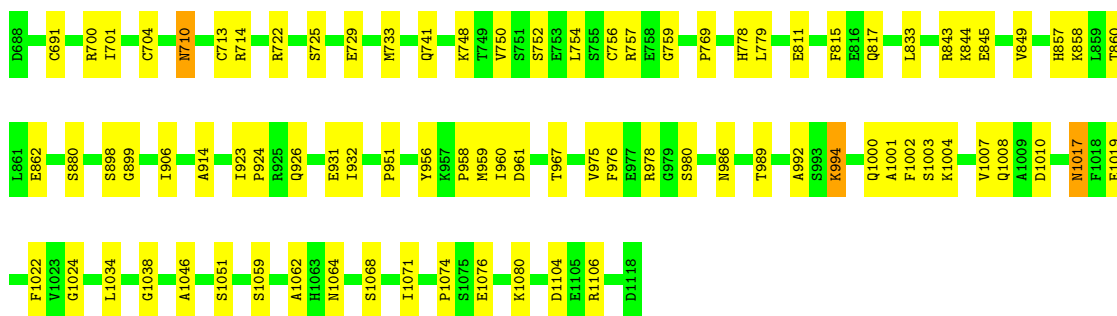 D688 C691 R700 I701 C704 N710 C713 R714 R722 S725 E729 M733 Q741 K748 T749 V750 S751 S752 E753 L754 S755 C756 R757 E758 G759 P769 H778 L779 E811 F815 E816 Q817 L833 R843 K844 E845 V849 H857 K858 L859 T860
L861 E862 S880 S898 G899 I906 A914 I923 P924 R925 Q926 E931 I932 P951 Y956 K957 P958 M959 I960 D961 T967 V975 F976 E977 R978 G979 S980 N986 T989 A992 S993 K994 Q1000 A1001 F1002 S1003 K1004 V1007 Q1008 A1009 D1010 N1017 F1018
F1022 V1023 G1024 L1034 G1038 A1046 S1051 S1059 A1062 H1063 N1064 S1068 I1071 P1074 S1075 E1076 K1080 D1104 E1105 R1106 D1118